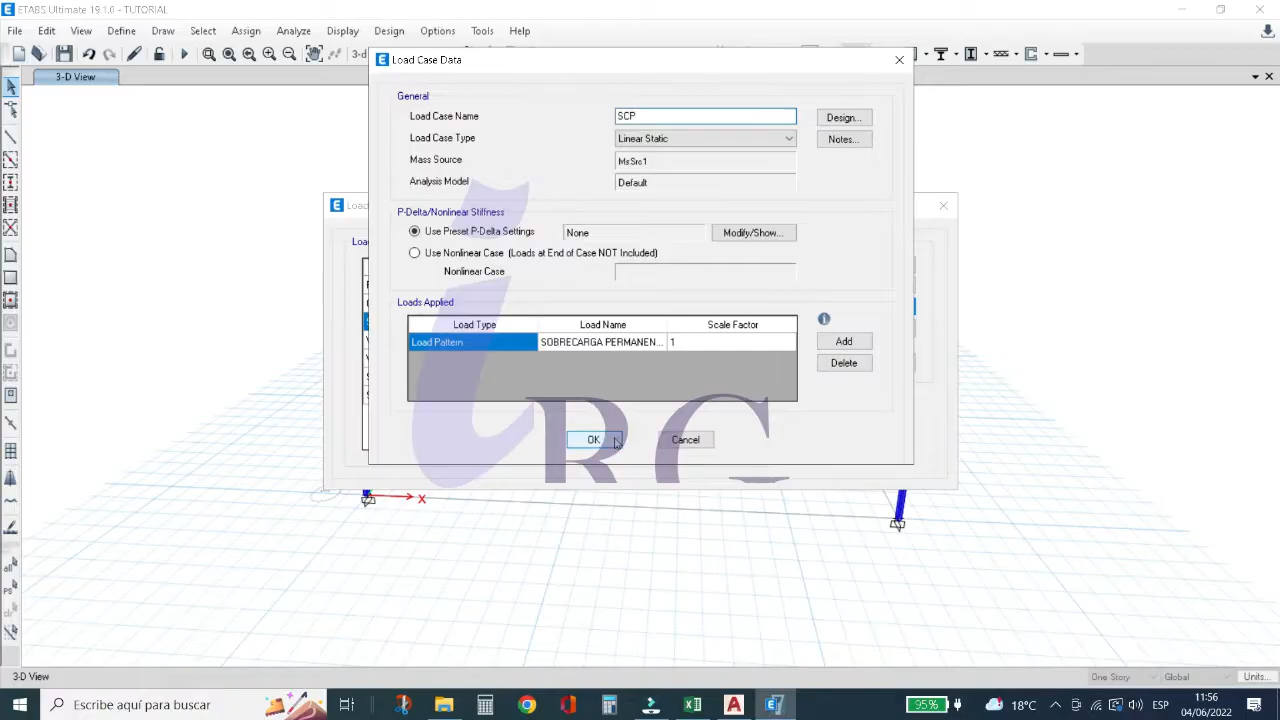 ETABS Ultimate 19.1.0 - TUTORIAL
File Edit View Define Draw Select Assign Analyze Display Design Options Tools Help
3-d
3-D View
Load Case Data
General
Load Case Name SCP Design...
Load Case Type Linear Static Notes...
Mass Source MsSrc1
Analysis Model Default
P-Delta/Nonlinear Stiffness
Use Preset P-Delta Settings None Modify/Show...
Use Nonlinear Case (Loads at End of Case NOT Included)
Nonlinear Case
Loads Applied
Load Type Load Name Scale Factor
Load Pattern SOBRECARGA PERMANEN... 1
Add
Delete
OK Cancel
RC
X
all
PS
3-D View One Story Global Units...
Escribe aquí para buscar
95% 18°C ESP 11:56
04/06/2022